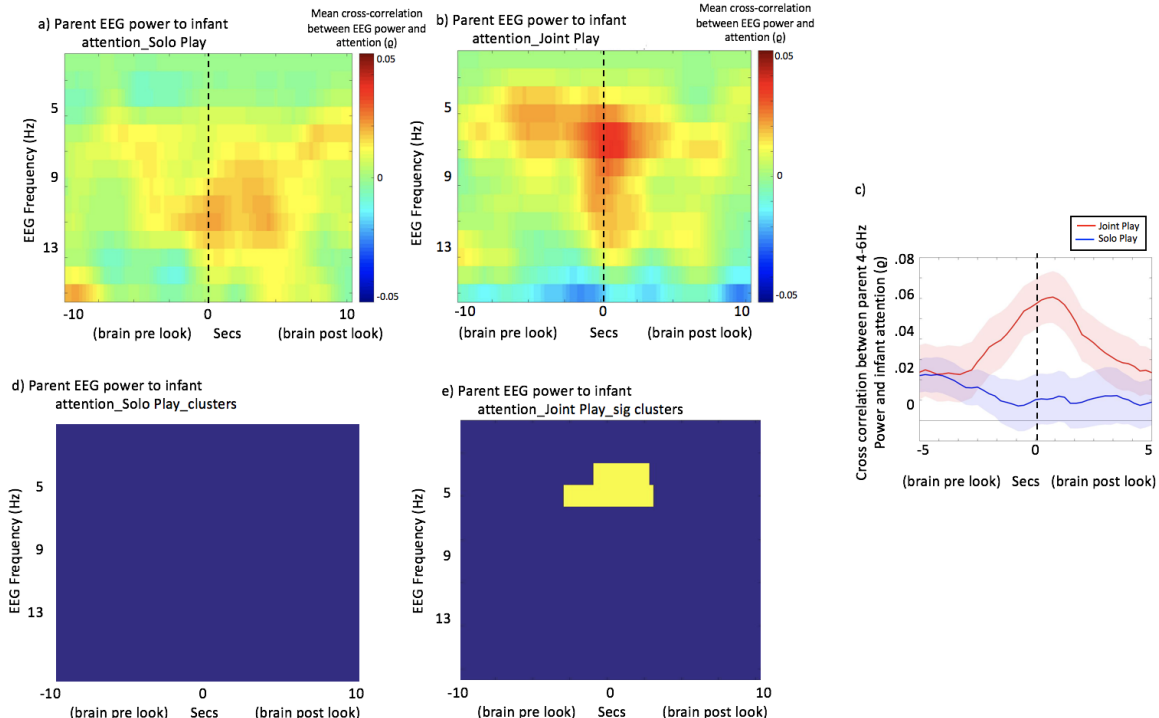 a) Parent EEG power to infant
attention_Solo Play
Mean cross-correlation
between EEG power and
attention (ϱ)
0.05
0
-0.05
EEG Frequency (Hz)
5
9
13
-10 0 10
(brain pre look) Secs (brain post look)
b) Parent EEG power to infant
attention_Joint Play
Mean cross-correlation
between EEG power and
attention (ϱ)
0.05
0
-0.05
EEG Frequency (Hz)
5
9
13
-10 0 10
(brain pre look) Secs (brain post look)
c)
Joint Play
Solo Play
Cross correlation between parent 4-6Hz
Power and infant attention (ϱ)
.08
.06
.04
.02
0
-5 0 5
(brain pre look) Secs (brain post look)
d) Parent EEG power to infant
attention_Solo Play_clusters
EEG Frequency (Hz)
5
9
13
-10 0 10
(brain pre look) Secs (brain post look)
e) Parent EEG power to infant
attention_Joint Play_sig clusters
EEG Frequency (Hz)
5
9
13
-10 0 10
(brain pre look) Secs (brain post look)